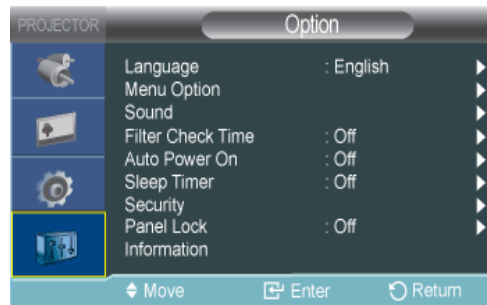 PROJECTOR Option
Language : English
Menu Option
Sound
Filter Check Time : Off
Auto Power On : Off
Sleep Timer : Off
Security
Panel Lock : Off
Information
Move Enter Return